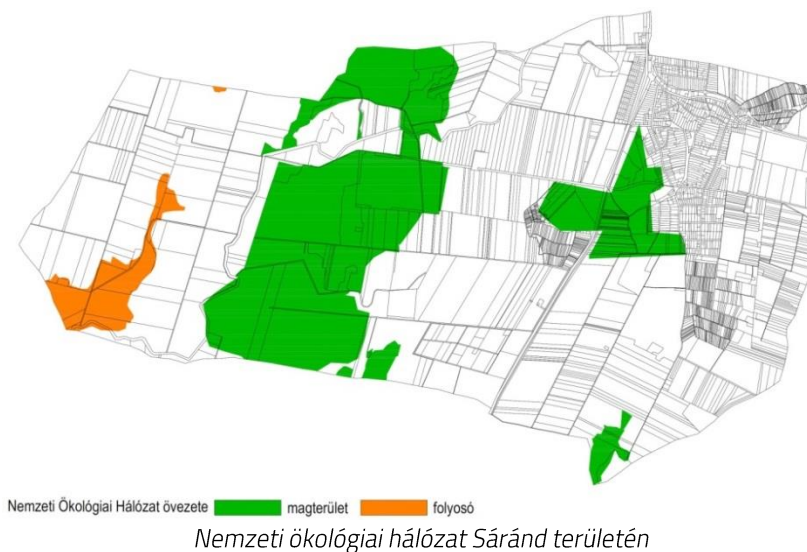 Nemzeti Ökológiai Hálózat övezete magterület folyosó
Nemzeti ökológiai hálózat Sáránd területén